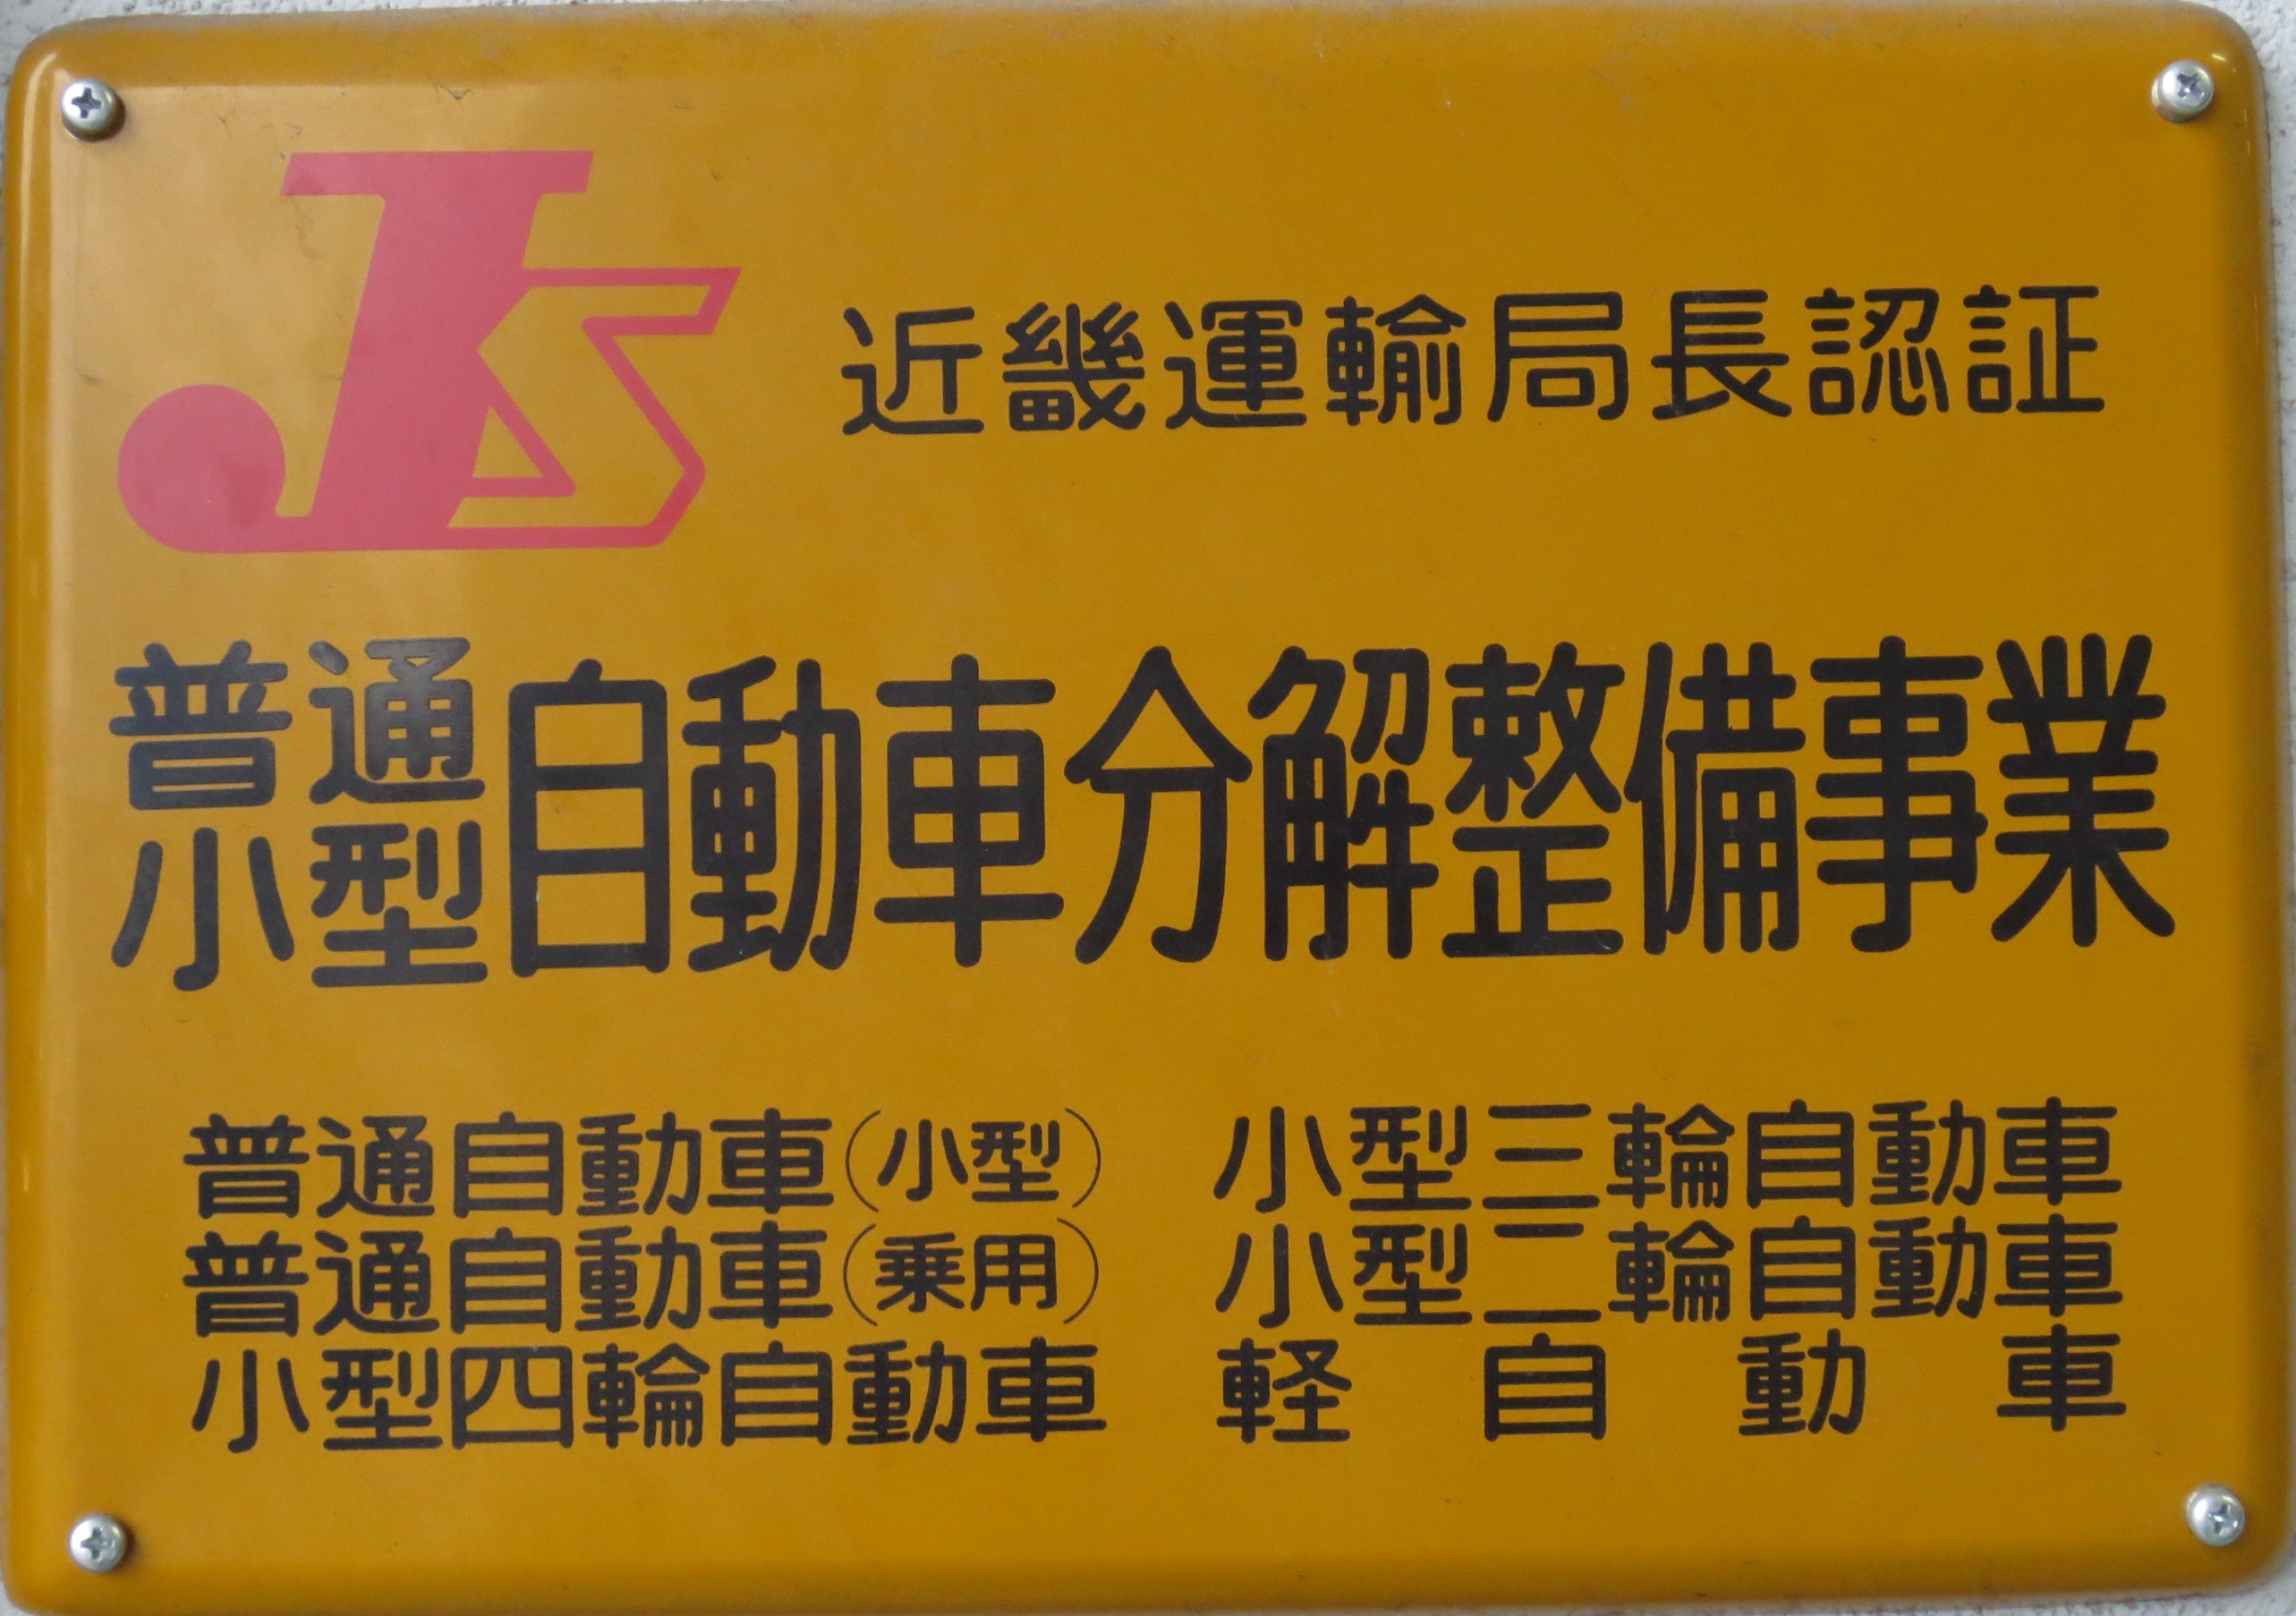 JS
近畿運輸局長認証
普通
小型
自動車分解整備事業
普通自動車(小型)
普通自動車(乗用)
小型四輪自動車
小型三輪自動車
小型二輪自動車
軽自動車